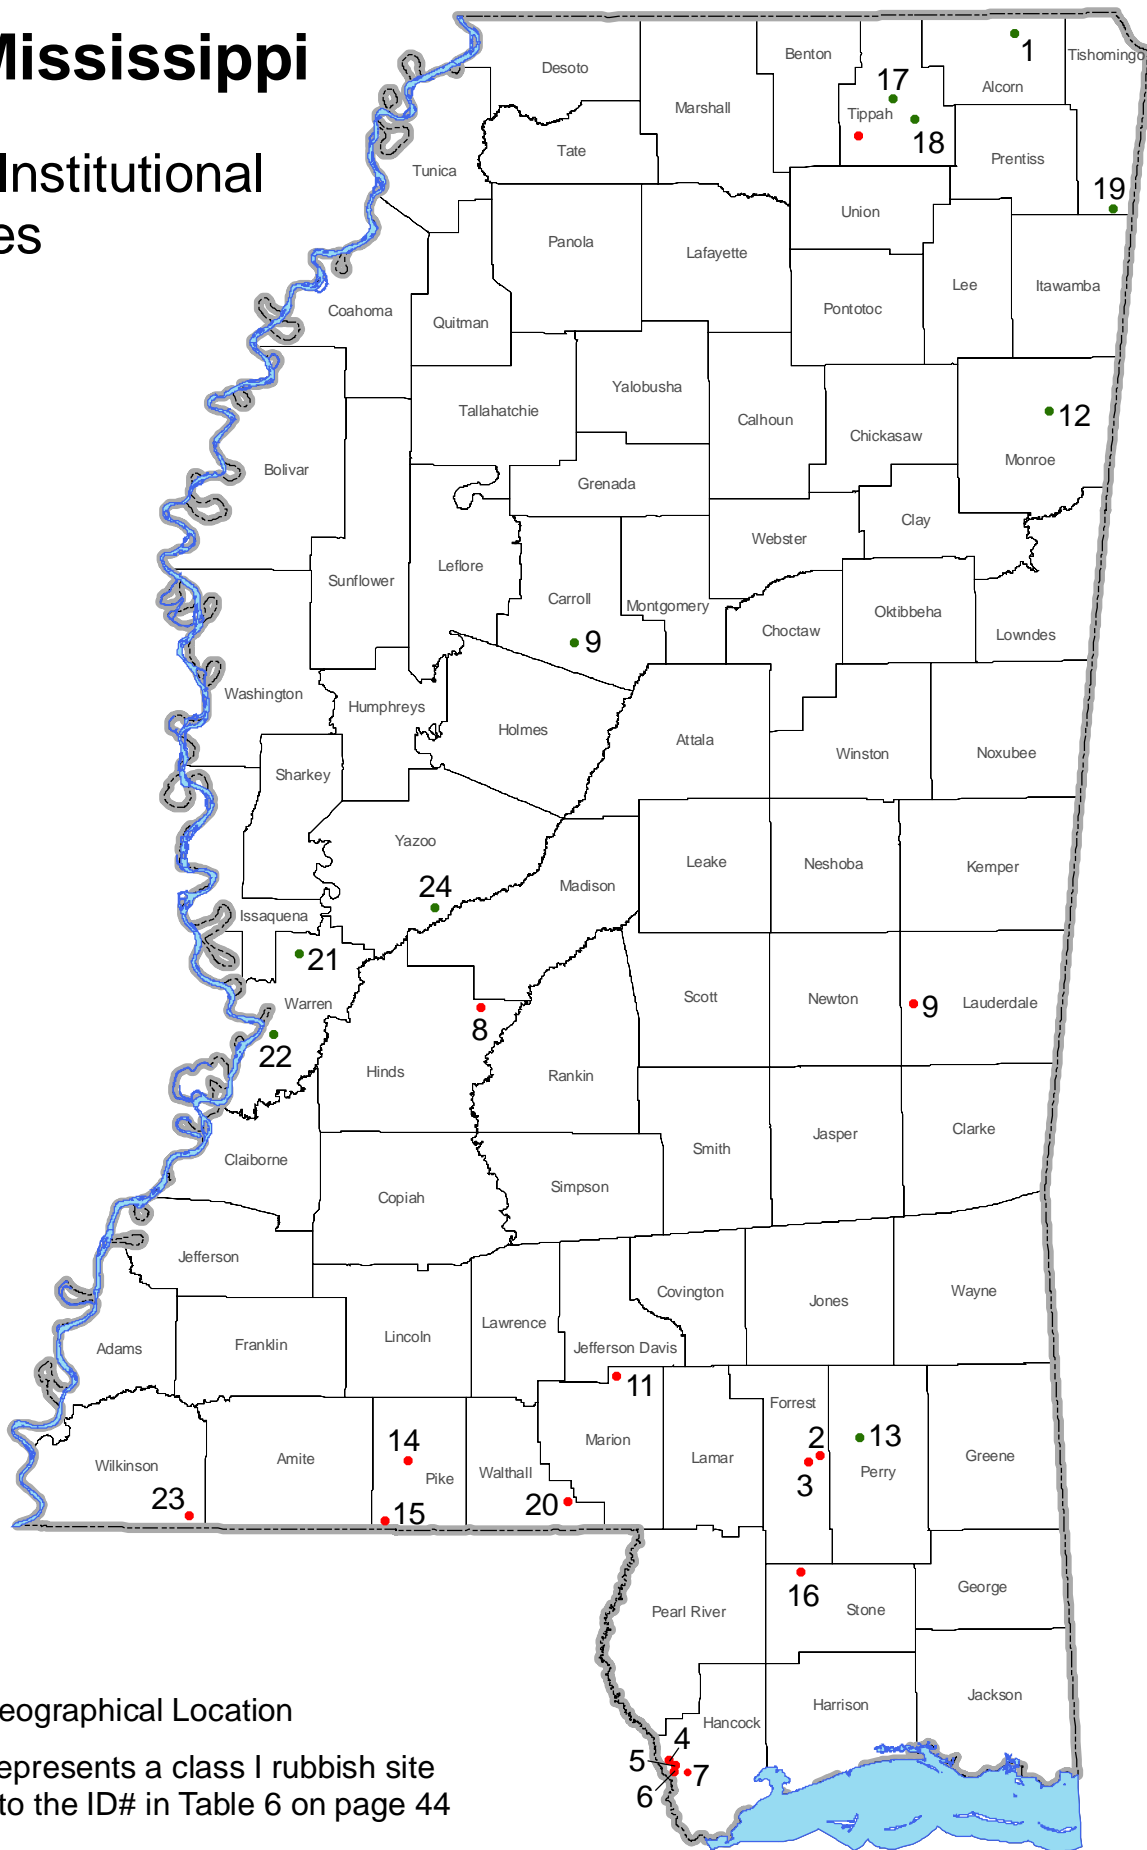 Mississippi
Institutional
es
Desoto
Marshall
Benton
1
Alcorn
Tishomingo
17
Tippah
18
Tate
Tunica
Prentiss
19
Union
Panola
Lafayette
Coahoma
Quitman
Pontotoc
Lee
Itawamba
Yalobusha
Tallahatchie
Calhoun
Chickasaw
12
Monroe
Bolivar
Grenada
Clay
Webster
Leflore
Sunflower
Carroll
Montgomery
9
Choctaw
Oktibbeha
Lowndes
Washington
Humphreys
Holmes
Attala
Winston
Noxubee
Sharkey
Yazoo
24
Madison
Leake
Neshoba
Kemper
Issaquena
21
Warren
22
8
Hinds
Rankin
Scott
Newton
9
Lauderdale
Smith
Jasper
Clarke
Claiborne
Copiah
Simpson
Jefferson
Adams
Franklin
Lincoln
Lawrence
Jefferson Davis
Covington
Jones
Wayne
11
Forrest
2
3
13
Perry
Greene
Wilkinson
23
Amite
14
Pike
15
Walthall
20
Marion
Lamar
16
Stone
George
Pearl River
Jackson
Harrison
Hancock
4
5
6
7
eographical Location
epresents a class I rubbish site
to the ID# in Table 6 on page 44